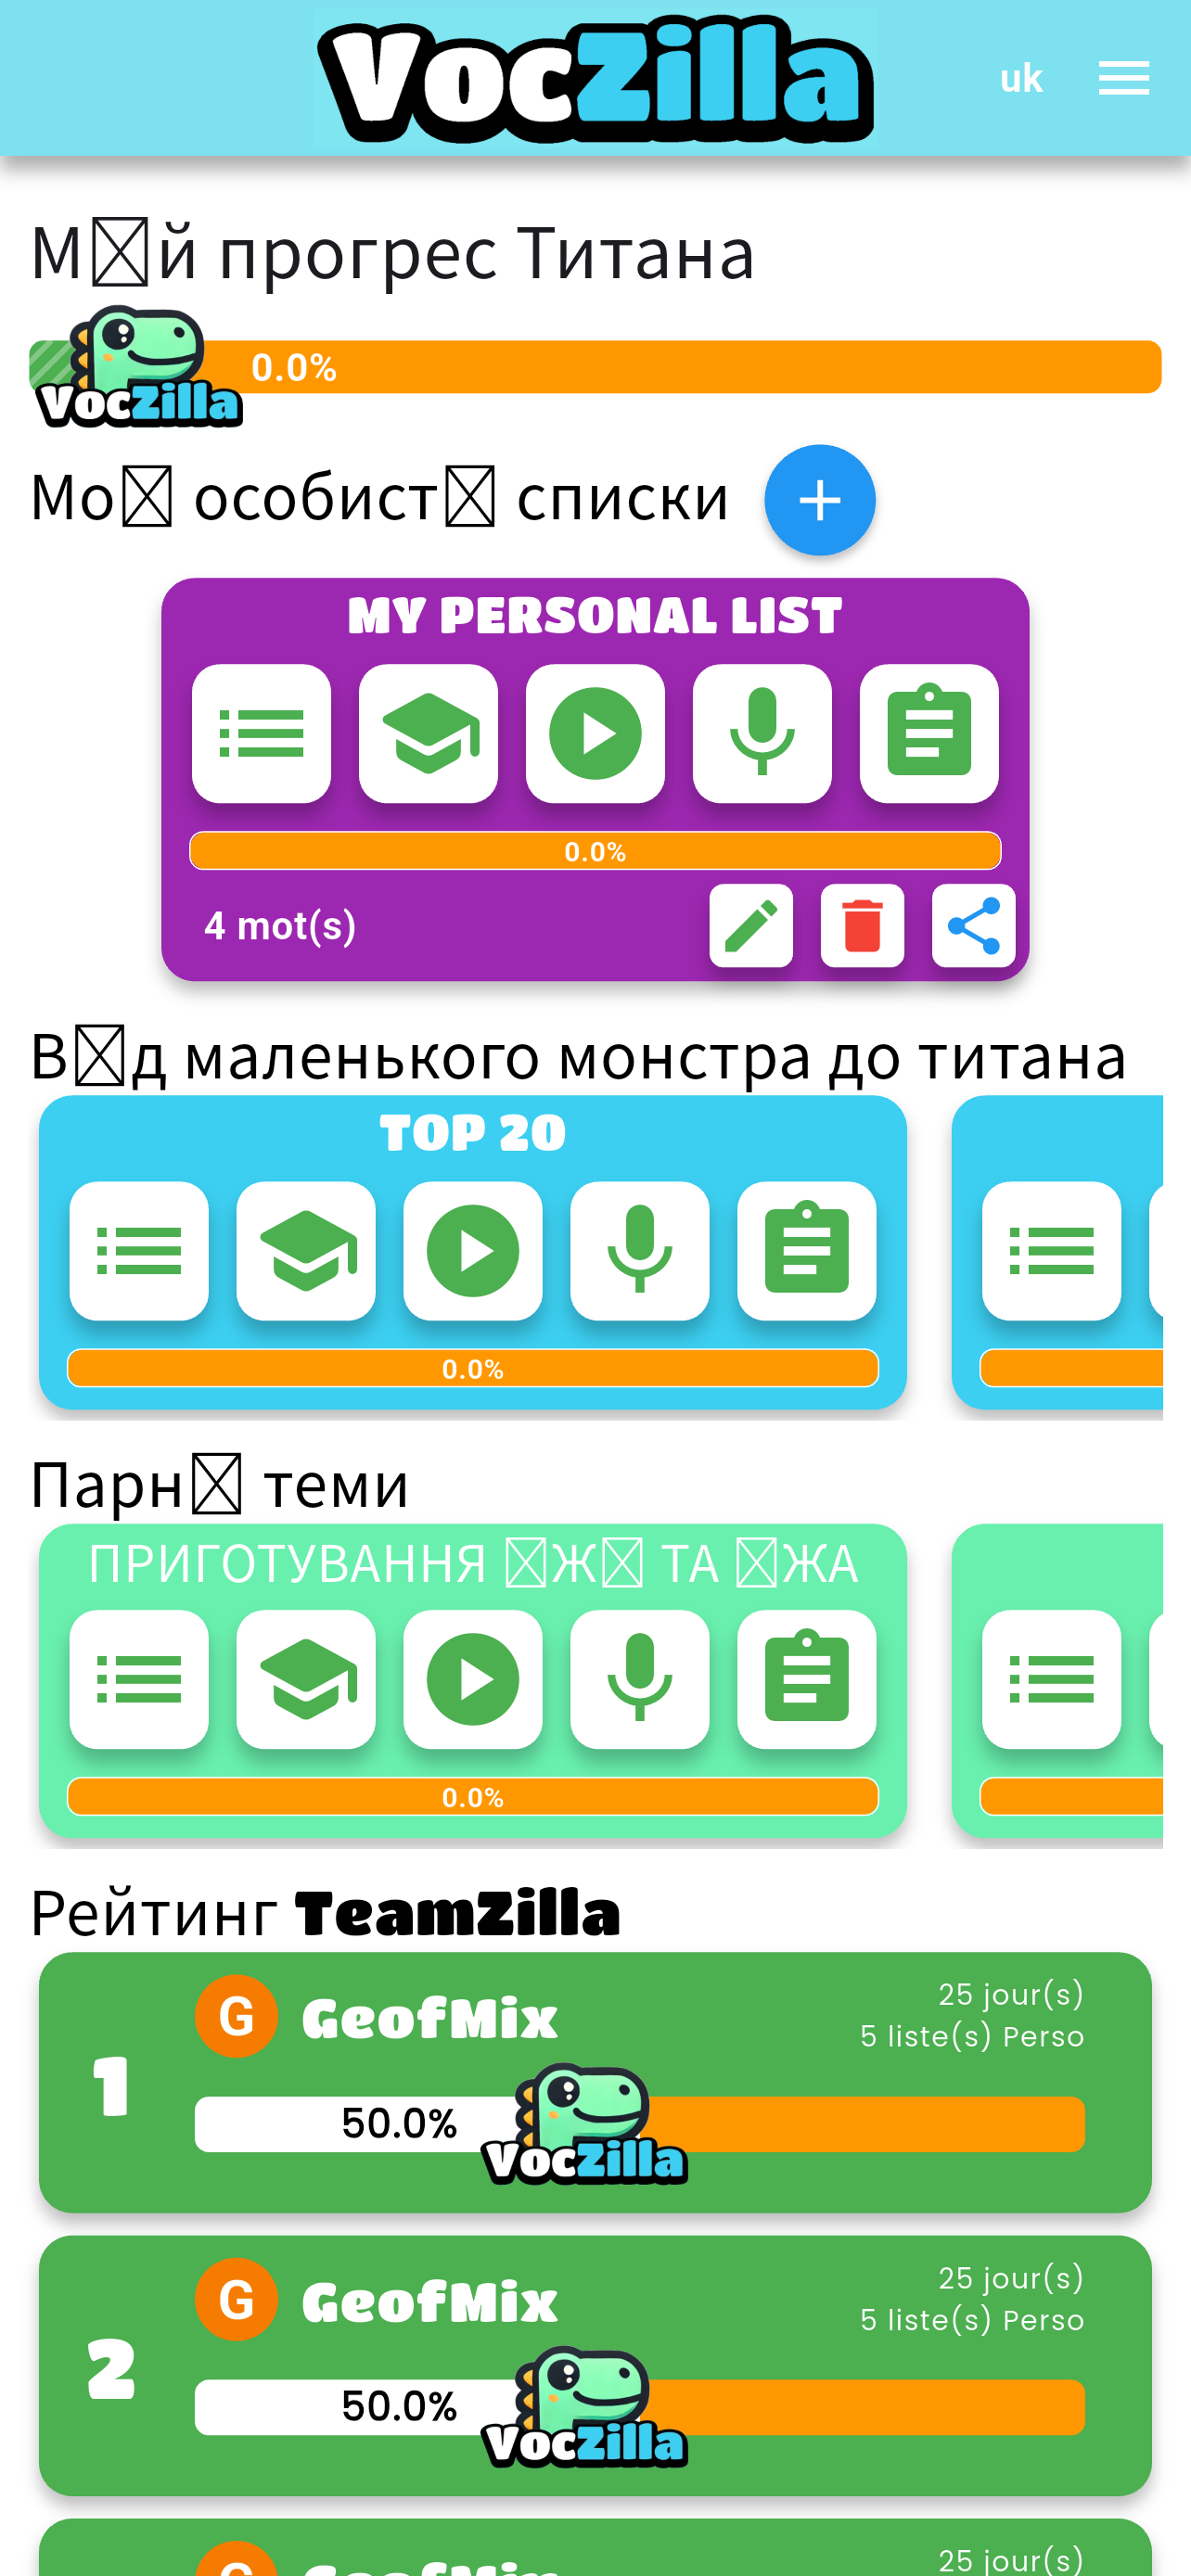 VocZilla
uk
М☒й прогрес Титана
0.0%
VocZilla
Мо☒ особист☒ списки
MY PERSONAL LIST
0.0%
4 mot(s)
В☒д маленького монстра до титана
TOP 20
0.0%
Парн☒ теми
ПРИГОТУВАННЯ ☒Ж☒ ТА ☒ЖА
0.0%
Рейтинг TeamZilla
1
G GeofMix
25 jour(s)
5 liste(s) Perso
50.0%
VocZilla
2
G GeofMix
25 jour(s)
5 liste(s) Perso
50.0%
VocZilla
25 jour(s)